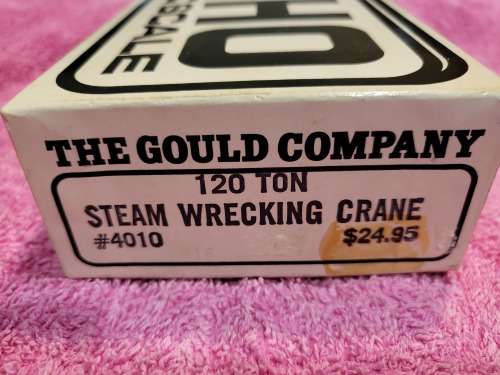 HO
SCALE
THE GOULD COMPANY
120 TON
STEAM WRECKING CRANE
#4010
$24.95